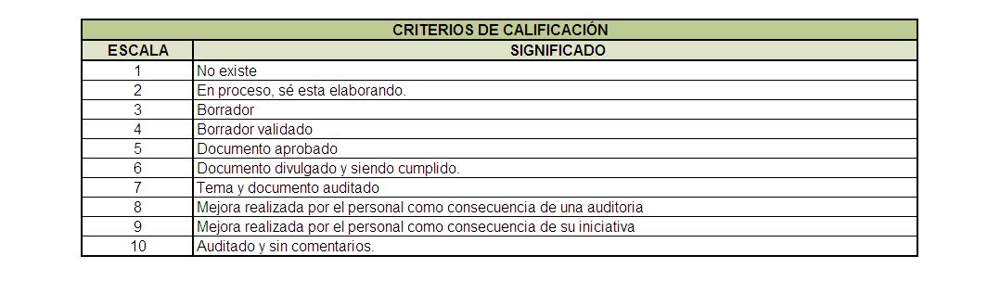 CRITERIOS DE CALIFICACIÓN
ESCALA SIGNIFICADO
1 No existe
2 En proceso, sé esta elaborando.
3 Borrador
4 Borrador validado
5 Documento aprobado
6 Documento divulgado y siendo cumplido.
7 Tema y documento auditado
8 Mejora realizada por el personal como consecuencia de una auditoria
9 Mejora realizada por el personal como consecuencia de su iniciativa
10 Auditado y sin comentarios.